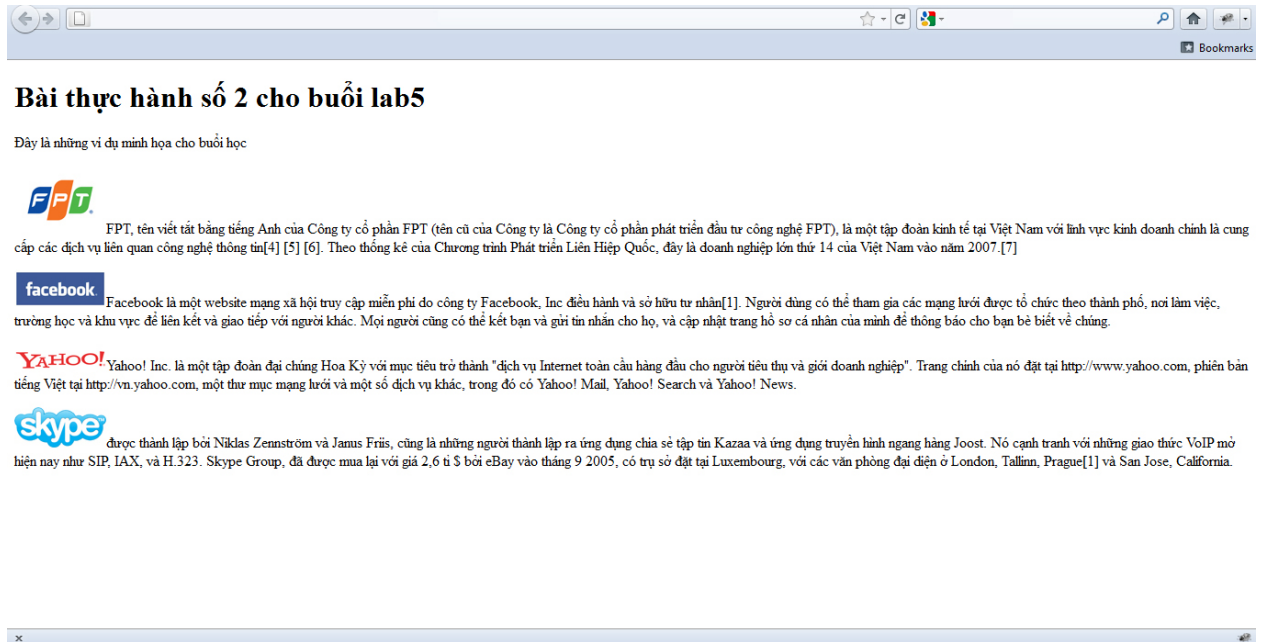 Bookmarks
Bài thực hành số 2 cho buổi lab5
Đây là những ví dụ minh họa cho buổi học
FPT
FPT, tên viết tắt bằng tiếng Anh của Công ty cổ phần FPT (tên cũ của Công ty là Công ty cổ phần phát triển đầu tư công nghệ FPT), là một tập đoàn kinh tế tại Việt Nam với lĩnh vực kinh doanh chính là cung
cấp các dịch vụ liên quan công nghệ thông tin[4] [5] [6]. Theo thống kê của Chương trình Phát triển Liên Hiệp Quốc, đây là doanh nghiệp lớn thứ 14 của Việt Nam vào năm 2007.[7]
facebook.
Facebook là một website mạng xã hội truy cập miễn phí do công ty Facebook, Inc điều hành và sở hữu tư nhân[1]. Người dùng có thể tham gia các mạng lưới được tổ chức theo thành phố, nơi làm việc,
trường học và khu vực để liên kết và giao tiếp với người khác. Mọi người cũng có thể kết bạn và gửi tin nhắn cho họ, và cập nhật trang hồ sơ cá nhân của mình để thông báo cho bạn bè biết về chúng.
YAHOO!
Yahoo! Inc. là một tập đoàn đại chúng Hoa Kỳ với mục tiêu trở thành "dịch vụ Internet toàn cầu hàng đầu cho người tiêu thụ và giới doanh nghiệp". Trang chính của nó đặt tại http://www.yahoo.com, phiên bản
tiếng Việt tại http://vn.yahoo.com, một thư mục mạng lưới và một số dịch vụ khác, trong đó có Yahoo! Mail, Yahoo! Search và Yahoo! News.
skype
được thành lập bởi Niklas Zennström và Janus Friis, cũng là những người thành lập ra ứng dụng chia sẻ tập tin Kazaa và ứng dụng truyền hình ngang hàng Joost. Nó cạnh tranh với những giao thức VoIP mở
hiện nay như SIP, IAX, và H.323. Skype Group, đã được mua lại với giá 2,6 tỉ $ bởi eBay vào tháng 9 2005, có trụ sở đặt tại Luxembourg, với các văn phòng đại diện ở London, Tallinn, Prague[1] và San Jose, California.